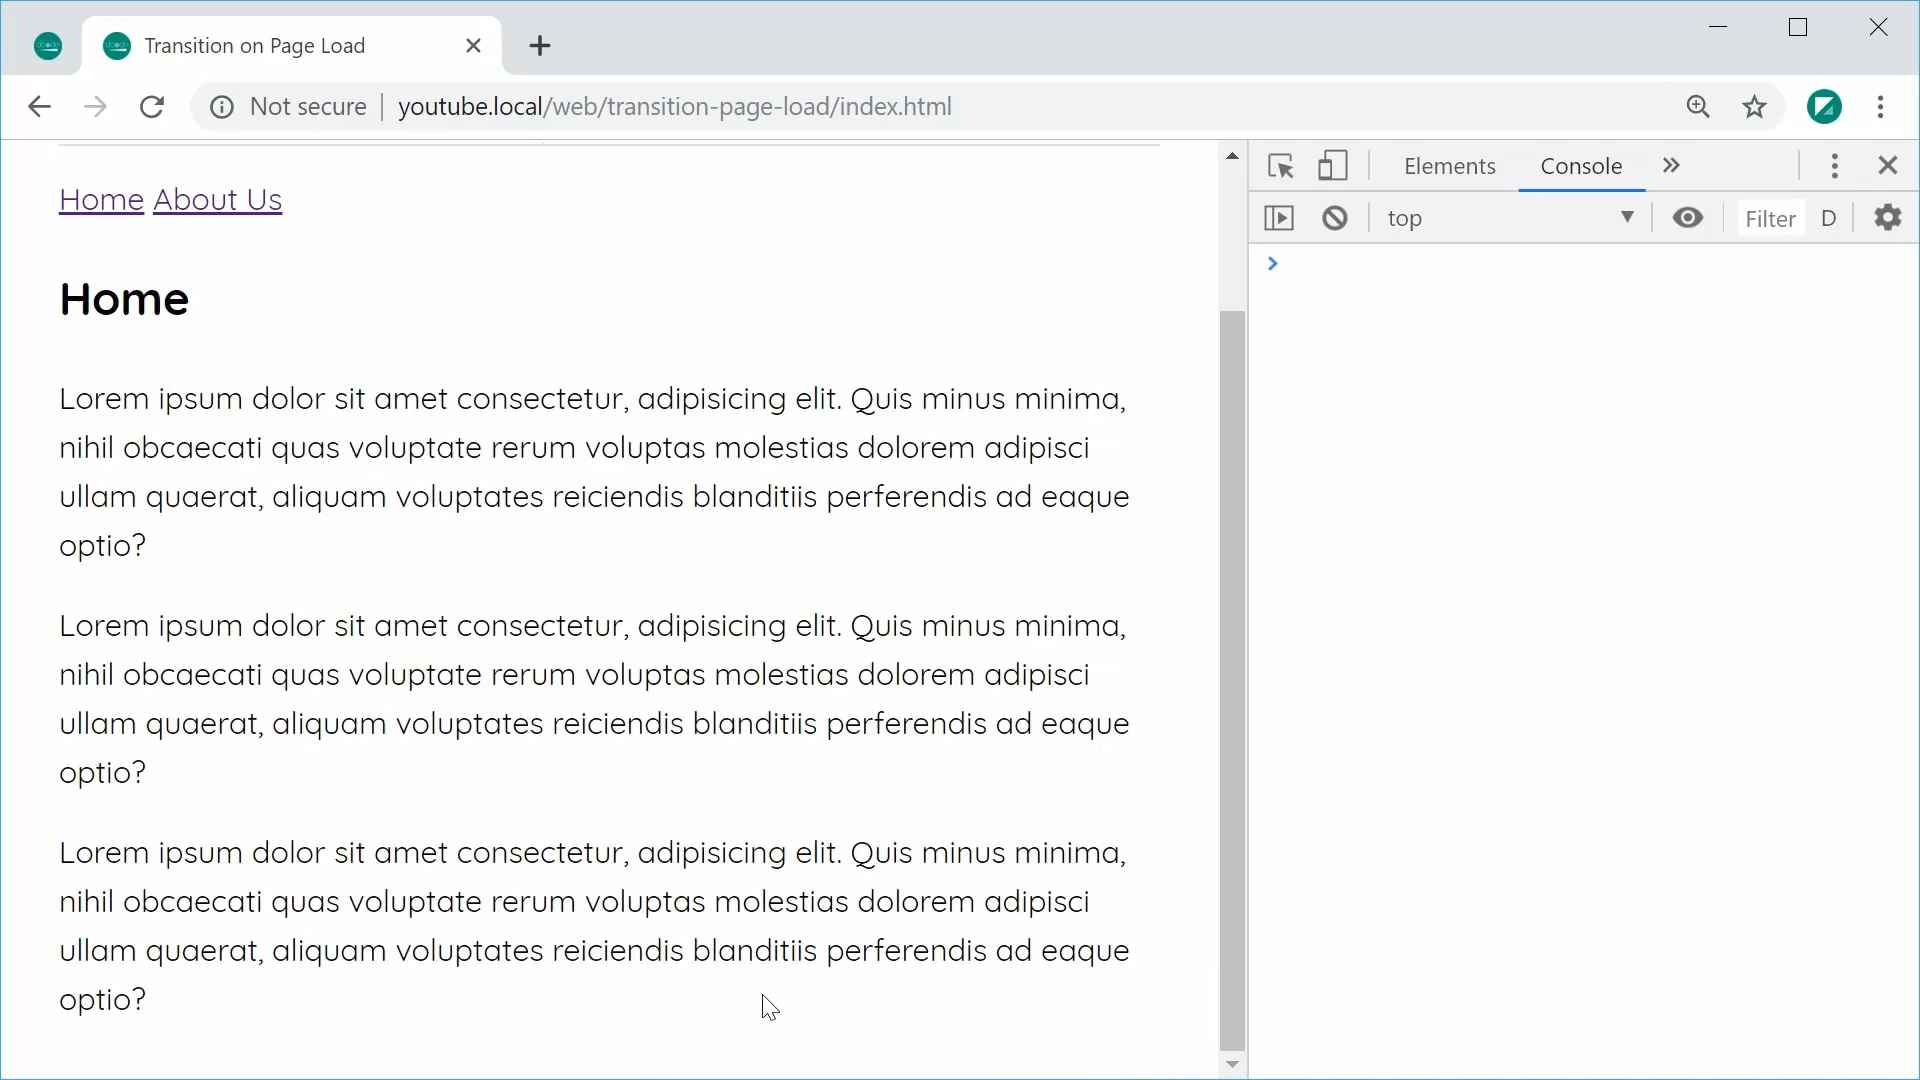 Transition on Page Load
Not secure | youtube.local/web/transition-page-load/index.html
Elements Console
top Filter D
Home About Us
Home
Lorem ipsum dolor sit amet consectetur, adipisicing elit. Quis minus minima,
nihil obcaecati quas voluptate rerum voluptas molestias dolorem adipisci
ullam quaerat, aliquam voluptates reiciendis blanditiis perferendis ad eaque
optio?
Lorem ipsum dolor sit amet consectetur, adipisicing elit. Quis minus minima,
nihil obcaecati quas voluptate rerum voluptas molestias dolorem adipisci
ullam quaerat, aliquam voluptates reiciendis blanditiis perferendis ad eaque
optio?
Lorem ipsum dolor sit amet consectetur, adipisicing elit. Quis minus minima,
nihil obcaecati quas voluptate rerum voluptas molestias dolorem adipisci
ullam quaerat, aliquam voluptates reiciendis blanditiis perferendis ad eaque
optio?